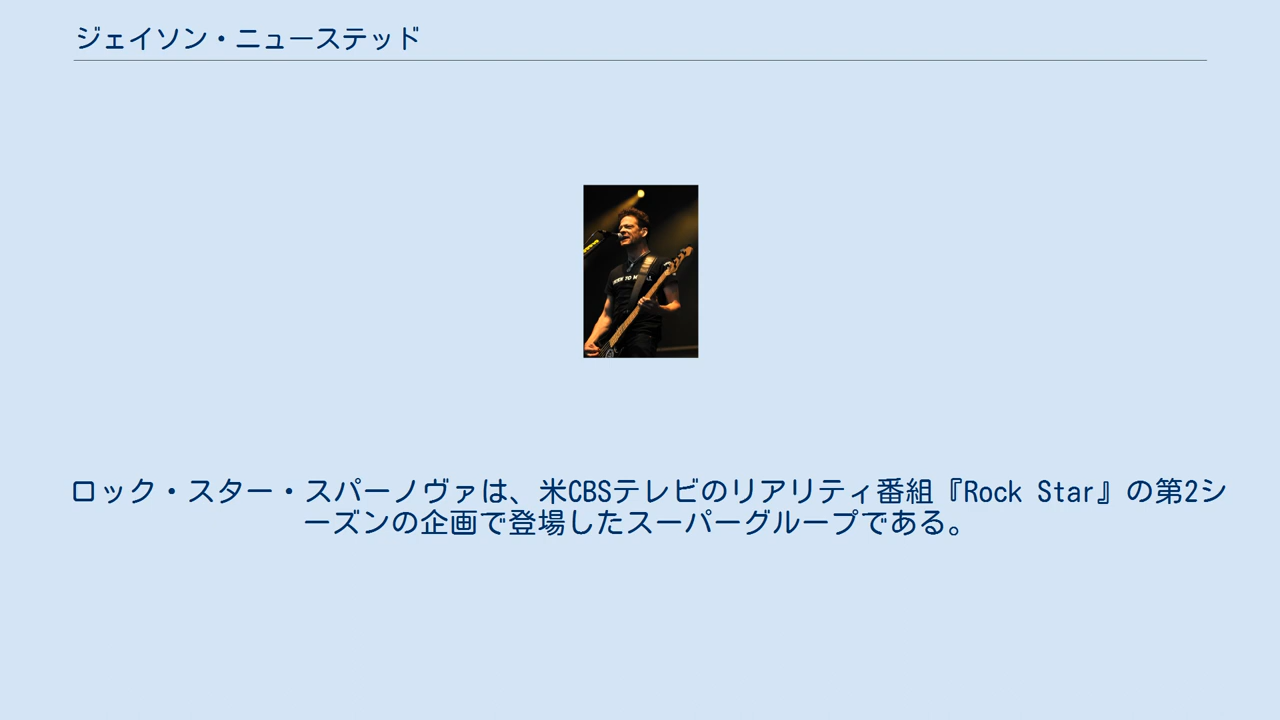 ジェイソン・ニューステッド
ロック・スター・スパーノヴァは、米CBSテレビのリアリティ番組『Rock Star』の第2シ
ーズンの企画で登場したスーパーグループである。